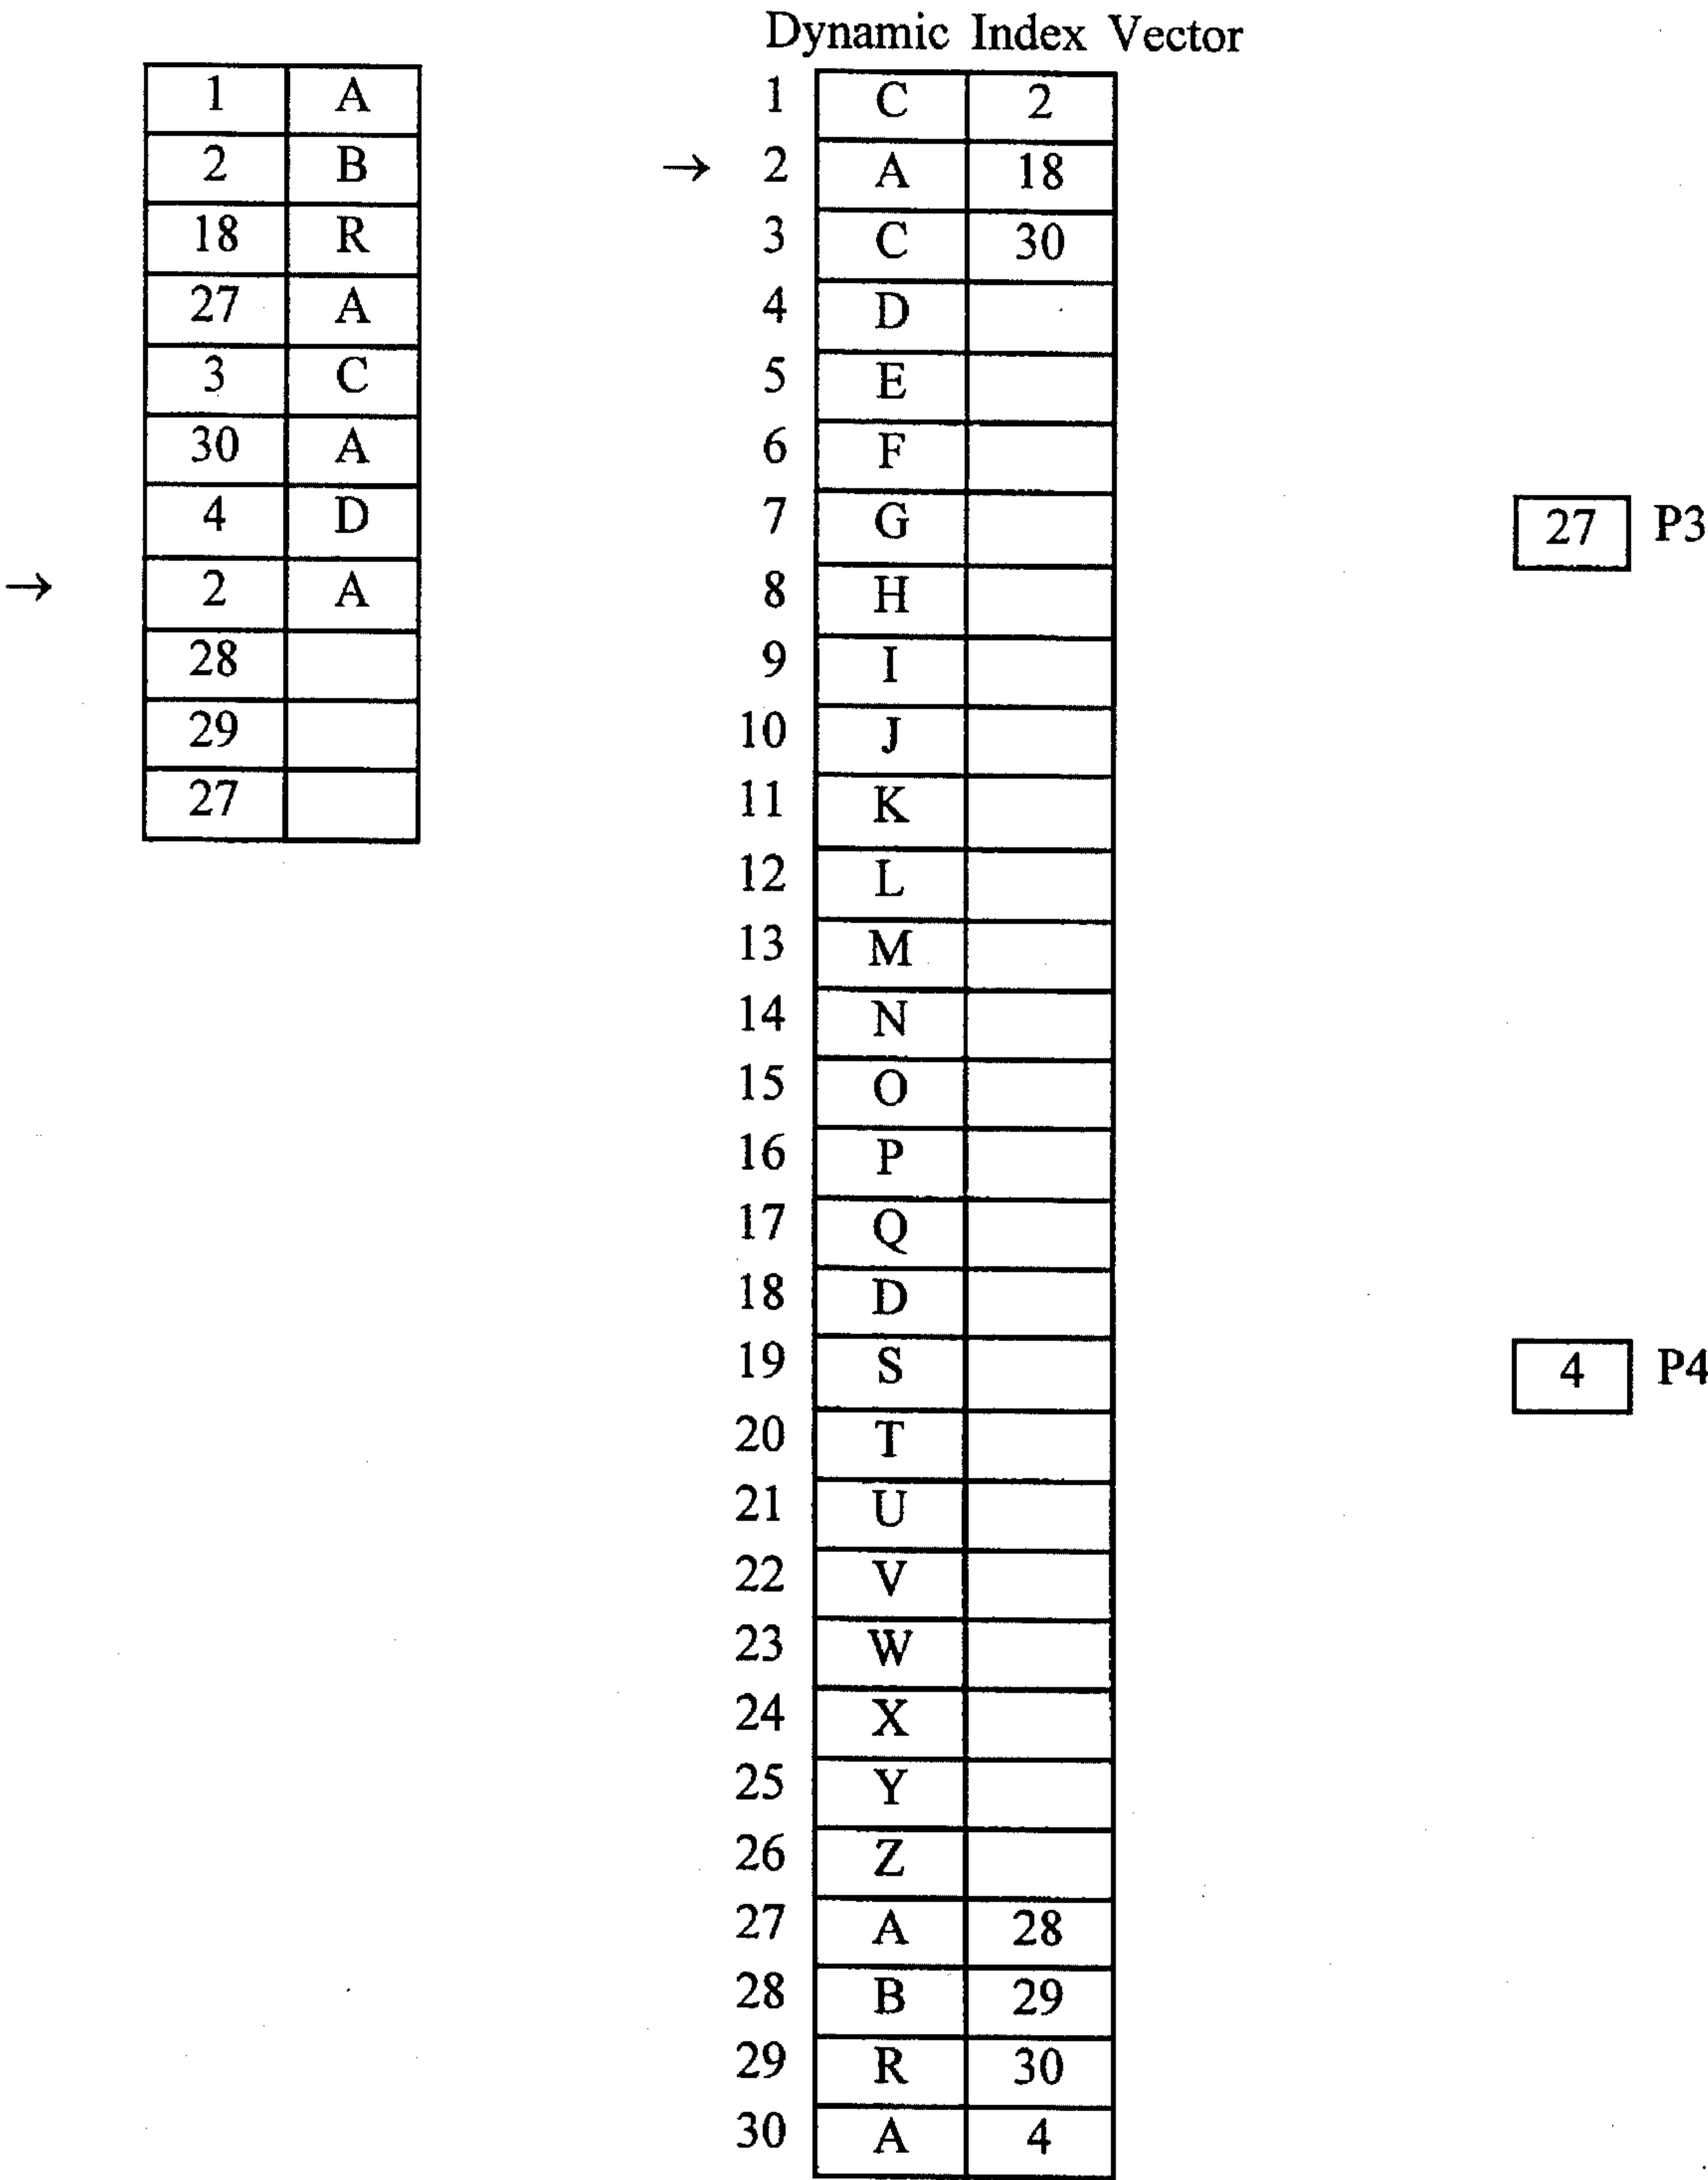 Dynamic Index Vector
1 A
2 B
18 R
27 A
3 C
30 A
4 D
→ 2 A
28
29
27
1 C 2
→ 2 A 18
3 C 30
4 D
5 E
6 F
7 G
8 H
9 I
10 J
11 K
12 L
13 M
14 N
15 O
16 P
17 Q
18 D
19 S
20 T
21 U
22 V
23 W
24 X
25 Y
26 Z
27 A 28
28 B 29
29 R 30
30 A 4
27 P3
4 P4